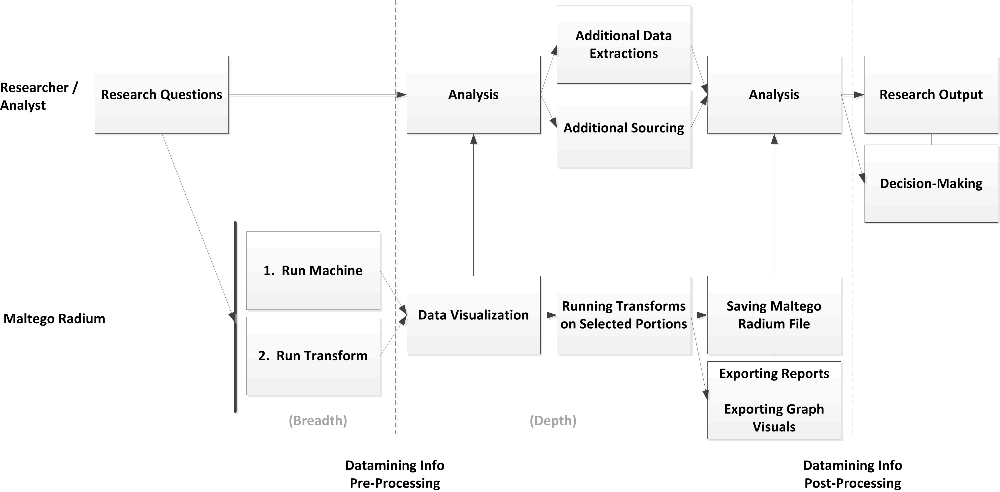 Researcher /
Analyst
Research Questions
Analysis
Additional Data
Extractions
Additional Sourcing
Analysis
Research Output
Decision-Making
Maltego Radium
1.  Run Machine
2.  Run Transform
Data Visualization
Running Transforms
on Selected Portions
Saving Maltego
Radium File
Exporting Reports
Exporting Graph
Visuals
(Breadth)
(Depth)
Datamining Info
Pre-Processing
Datamining Info
Post-Processing